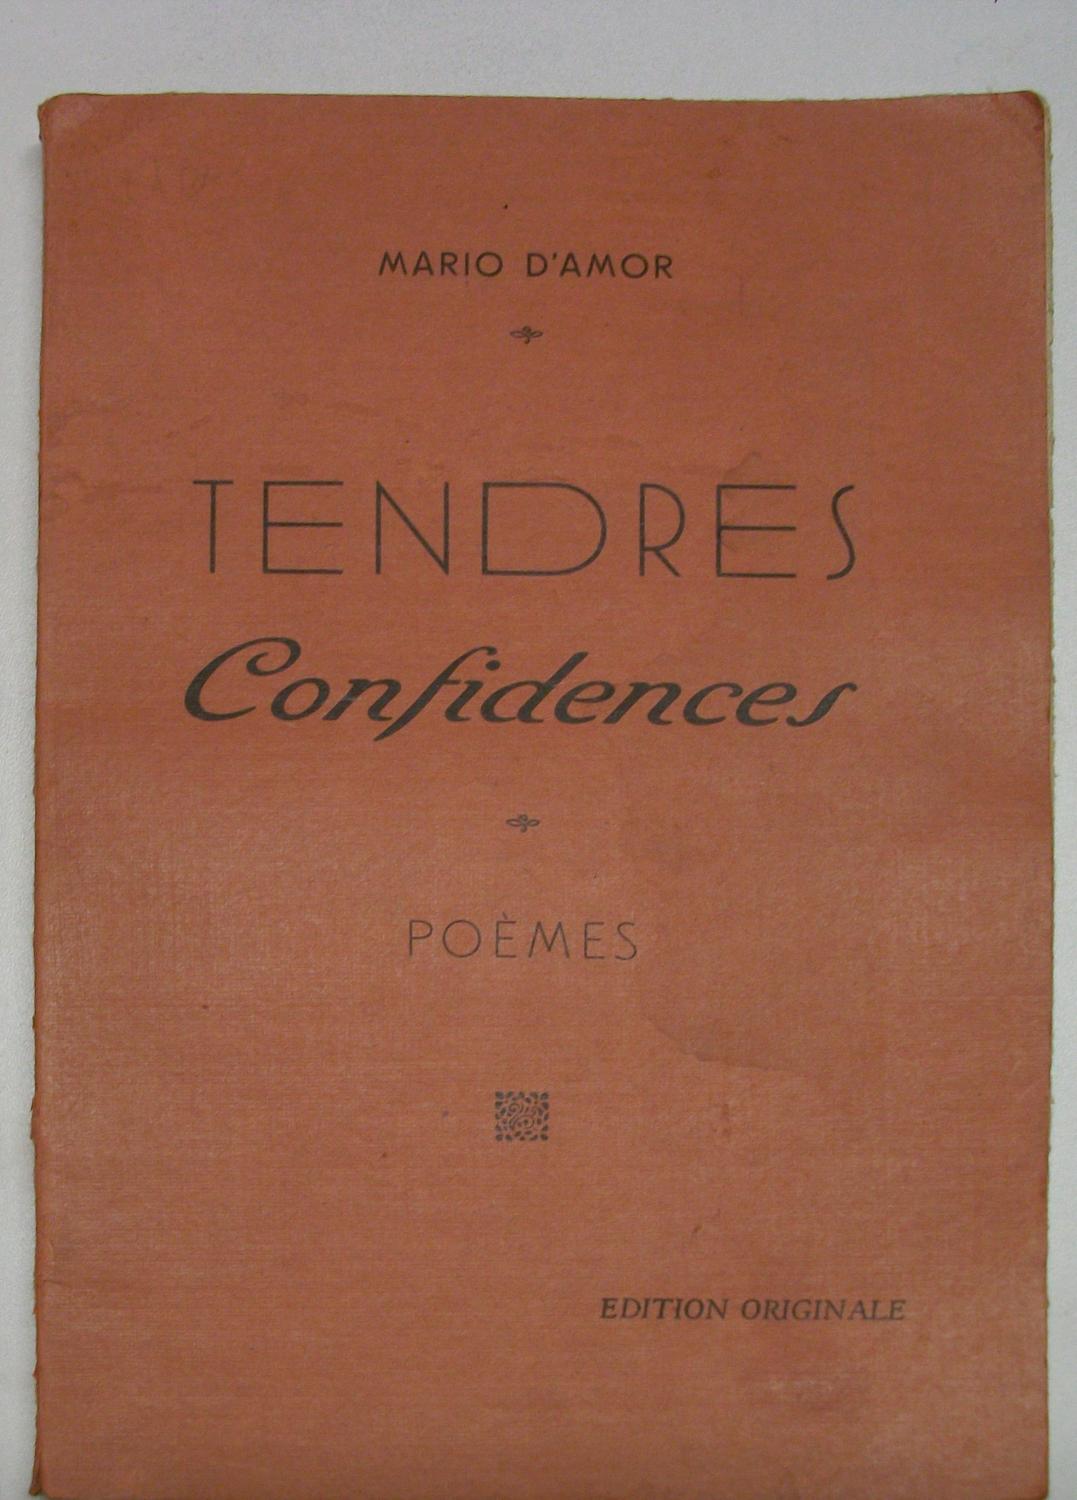 MARIO D'AMOR
TENDRES
Confidences
POÈMES
EDITION ORIGINALE